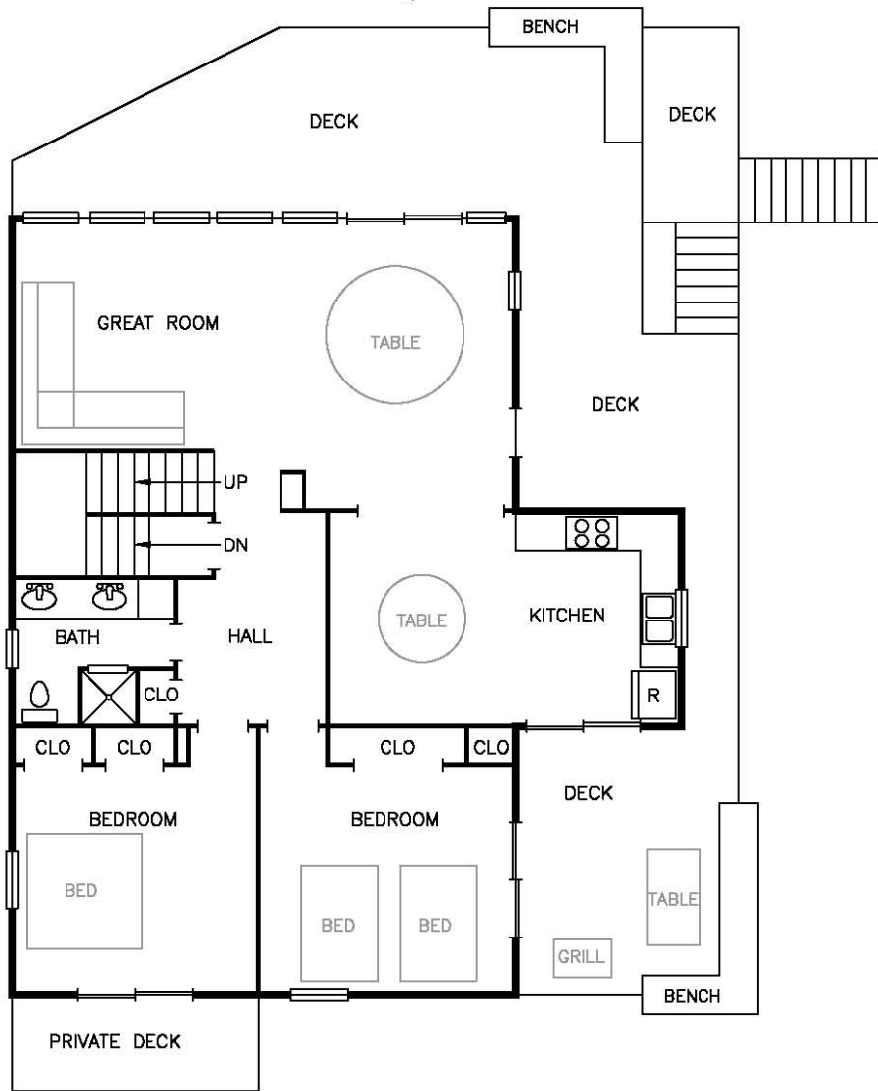 BENCH
DECK
DECK
GREAT ROOM
TABLE
DECK
UP
DN
TABLE
KITCHEN
BATH
HALL
CLO
R
CLO
CLO
CLO
CLO
DECK
BEDROOM
BEDROOM
BED
TABLE
BED
BED
GRILL
BENCH
PRIVATE DECK